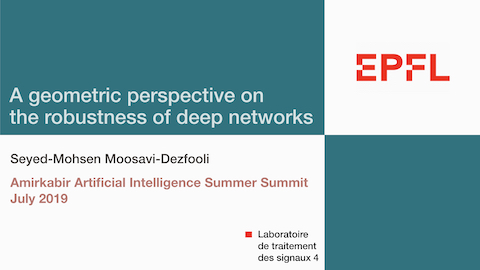 EPFL
A geometric perspective on
the robustness of deep networks
Seyed-Mohsen Moosavi-Dezfooli
Amirkabir Artificial Intelligence Summer Summit
July 2019
Laboratoire
de traitement
des signaux 4